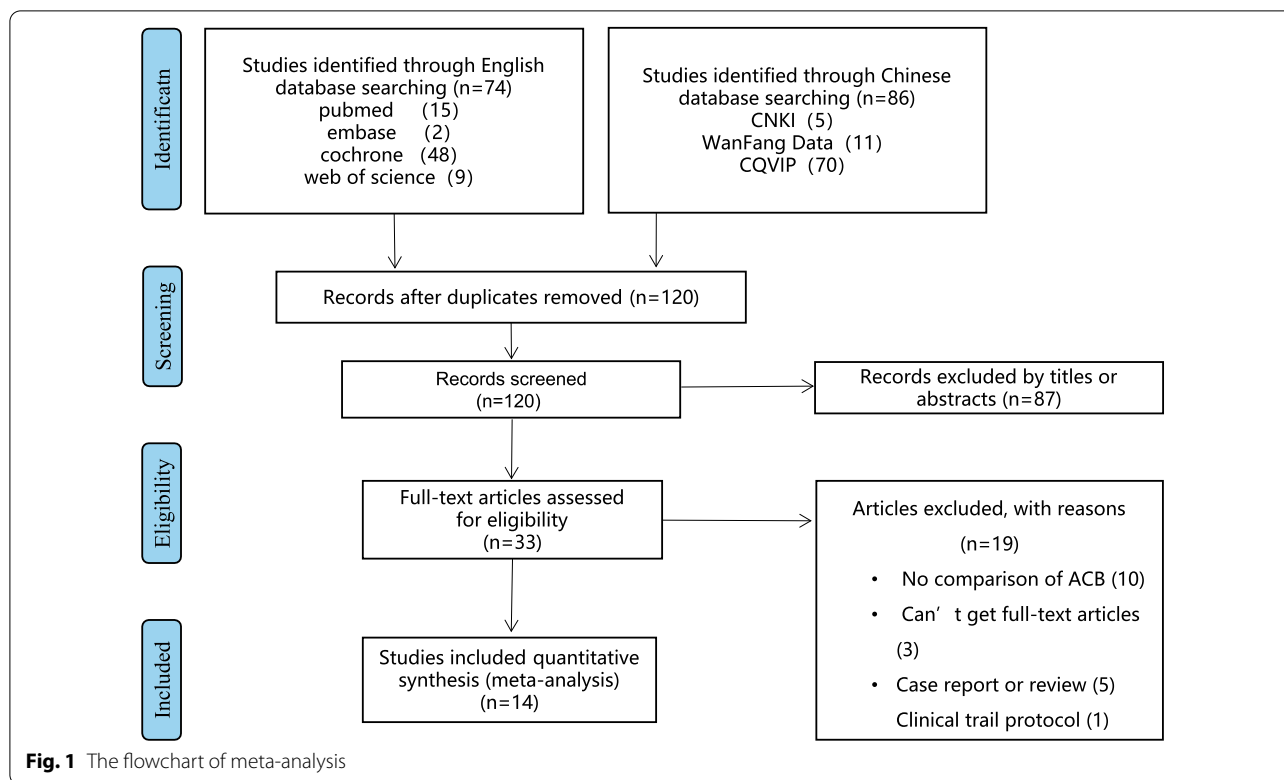 Identificatn
Studies identified through English
database searching (n=74)
pubmed (15)
embase (2)
cochrone (48)
web of science (9)
Studies identified through Chinese
database searching (n=86)
CNKI (5)
WanFang Data (11)
CQVIP (70)
Screening
Records after duplicates removed (n=120)
Records screened
(n=120)
Records excluded by titles or
abstracts (n=87)
Eligibility
Full-text articles assessed
for eligibility
(n=33)
Articles excluded, with reasons
(n=19)
• No comparison of ACB (10)
• Can't get full-text articles
(3)
• Case report or review (5)
Clinical trail protocol (1)
Included
Studies included quantitative
synthesis (meta-analysis)
(n=14)
Fig. 1 The flowchart of meta-analysis